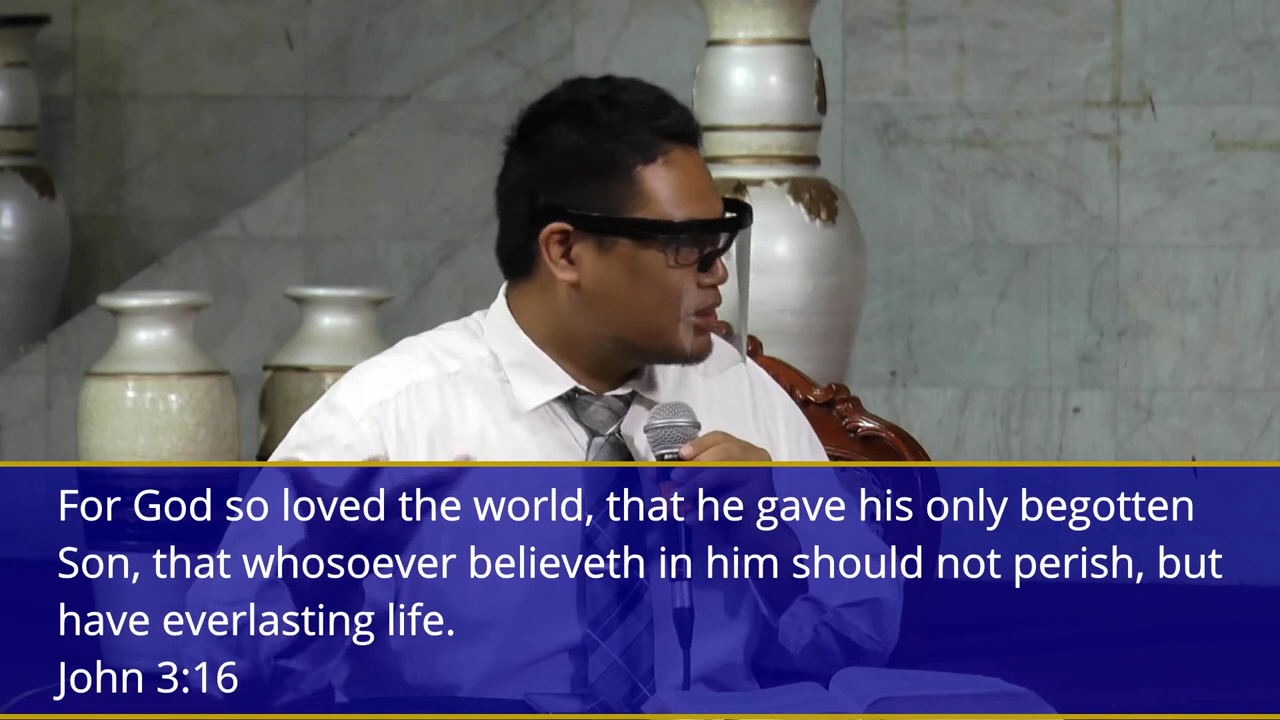 For God so loved the world, that he gave his only begotten
Son, that whosoever believeth in him should not perish, but
have everlasting life.
John 3:16